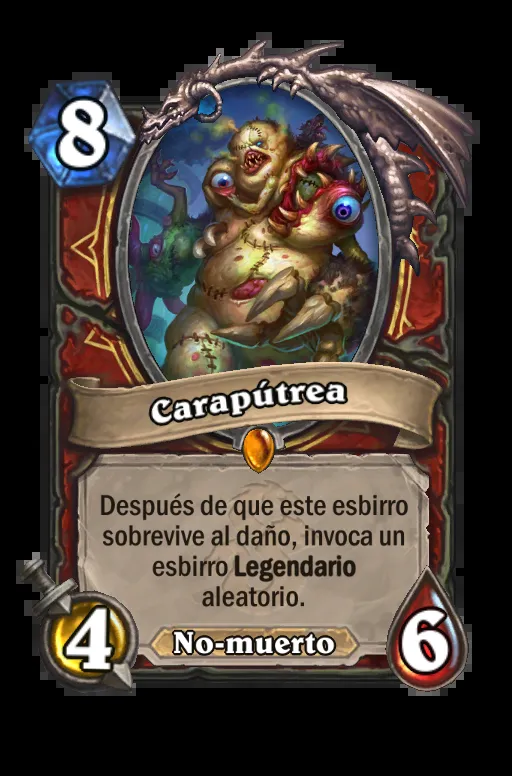 8
Carapútrea
Después de que este esbirro
sobrevive al daño, invoca un
esbirro Legendario
aleatorio.
4
No-muerto
6